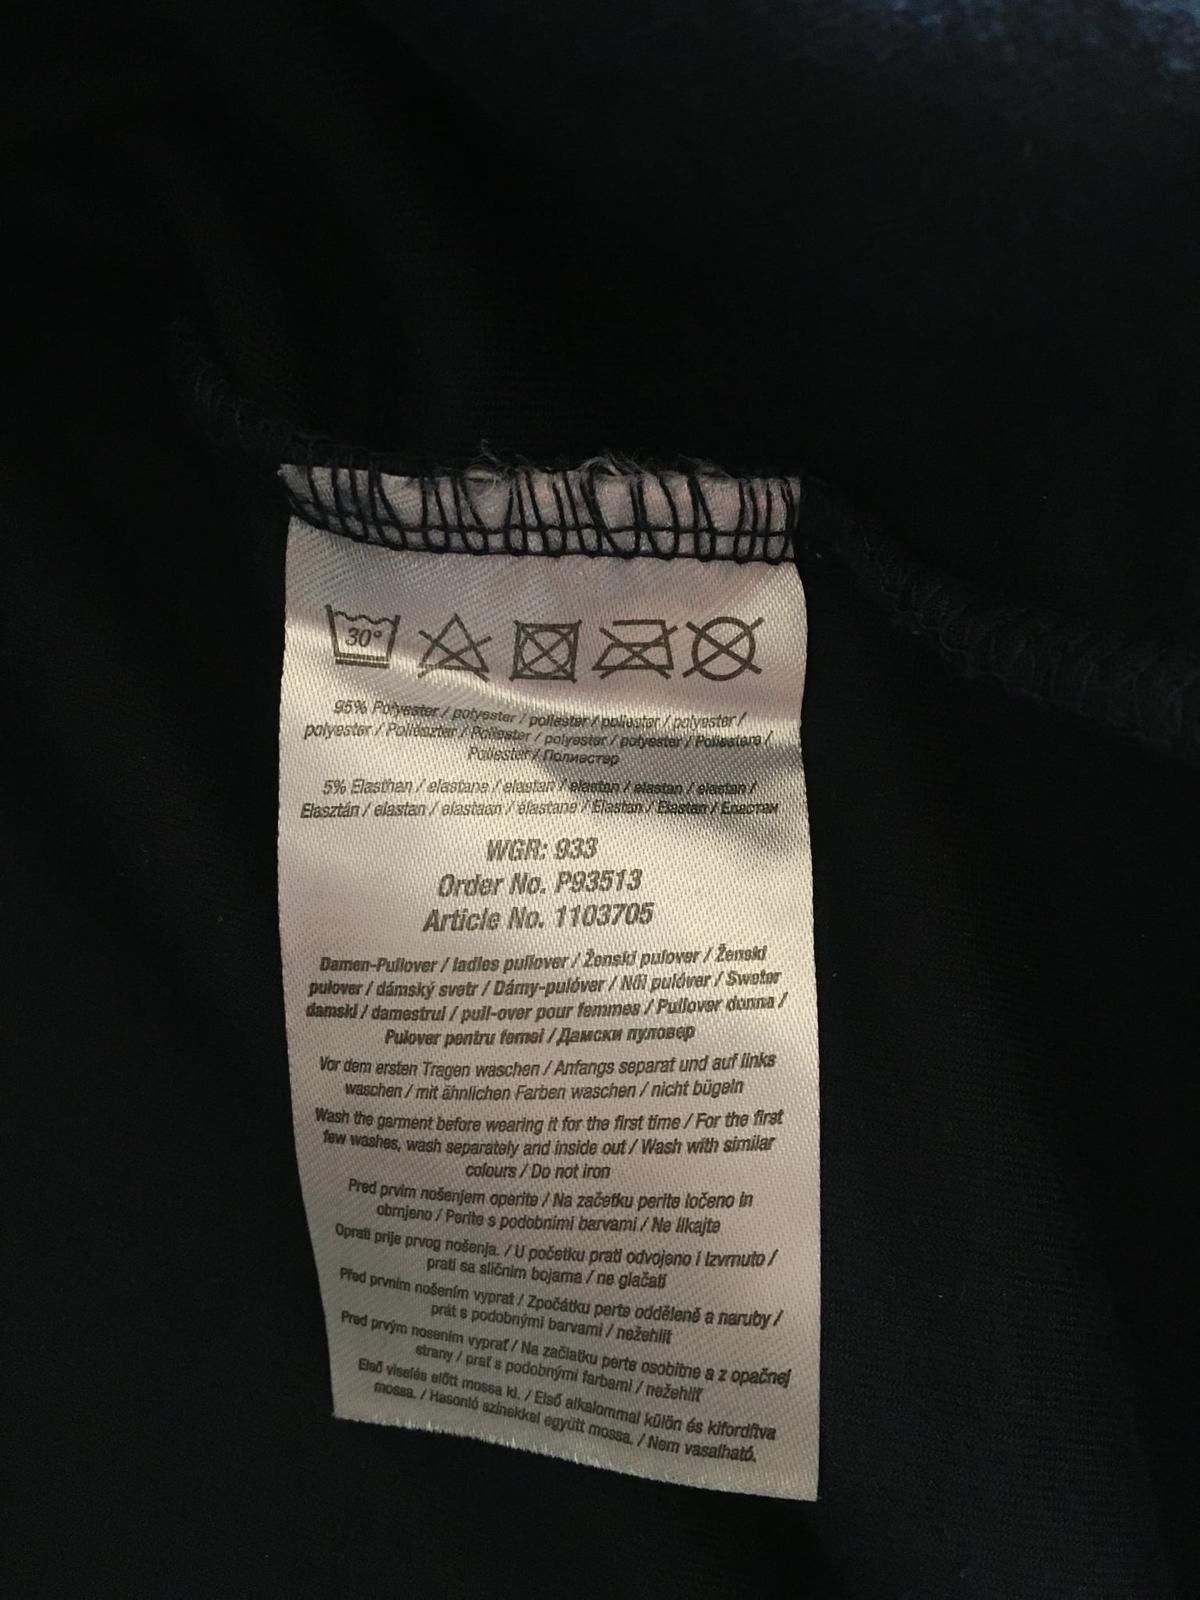 30°
95% Polyester / polyester / poliester / poliester / polyester /
polyester / Poliészter / Poliester / polyester / polyester / Poliestere /
Poliester / Полиестер
5% Elasthan / elastane / elastan / elastan / elastan / elastan /
Elasztán / elastan / elastaan / élastane / Elastan / Elastan / Еластан
WGR: 933
Order No. P93513
Article No. 1103705
Damen-Pullover / ladies pullover / Ženski pulover / Ženski
pulover / dámský svetr / Dámy-pulóver / Női pulóver / Sweter
damski / damestrui / pull-over pour femmes / Pullover donna /
Pulover pentru femei / Дамски пуловер
Vor dem ersten Tragen waschen / Anfangs separat und auf links
waschen / mit ähnlichen Farben waschen / nicht bügeln
Wash the garment before wearing it for the first time / For the first
few washes, wash separately and inside out / Wash with similar
colours / Do not iron
Pred prvim nošenjem operite / Na začetku perite ločeno in
obrnjeno / Perite s podobnimi barvami / Ne likajte
Oprati prije prvog nošenja. / U početku prati odvojeno i izvrnuto /
prati sa sličnim bojama / ne glačati
Před prvním nošením vyprat / Zpočátku perte odděleně a naruby /
prát s podobnými barvami / nežehlit
Pred prvým nosením vyprať / Na začiatku perte osobitne a z opačnej
strany / prať s podobnými farbami / nežehliť
Első viselés előtt mossa ki. / Első alkalommal külön és kifordítva
mossa. / Hasonló színekkel együtt mossa. / Nem vasalható.